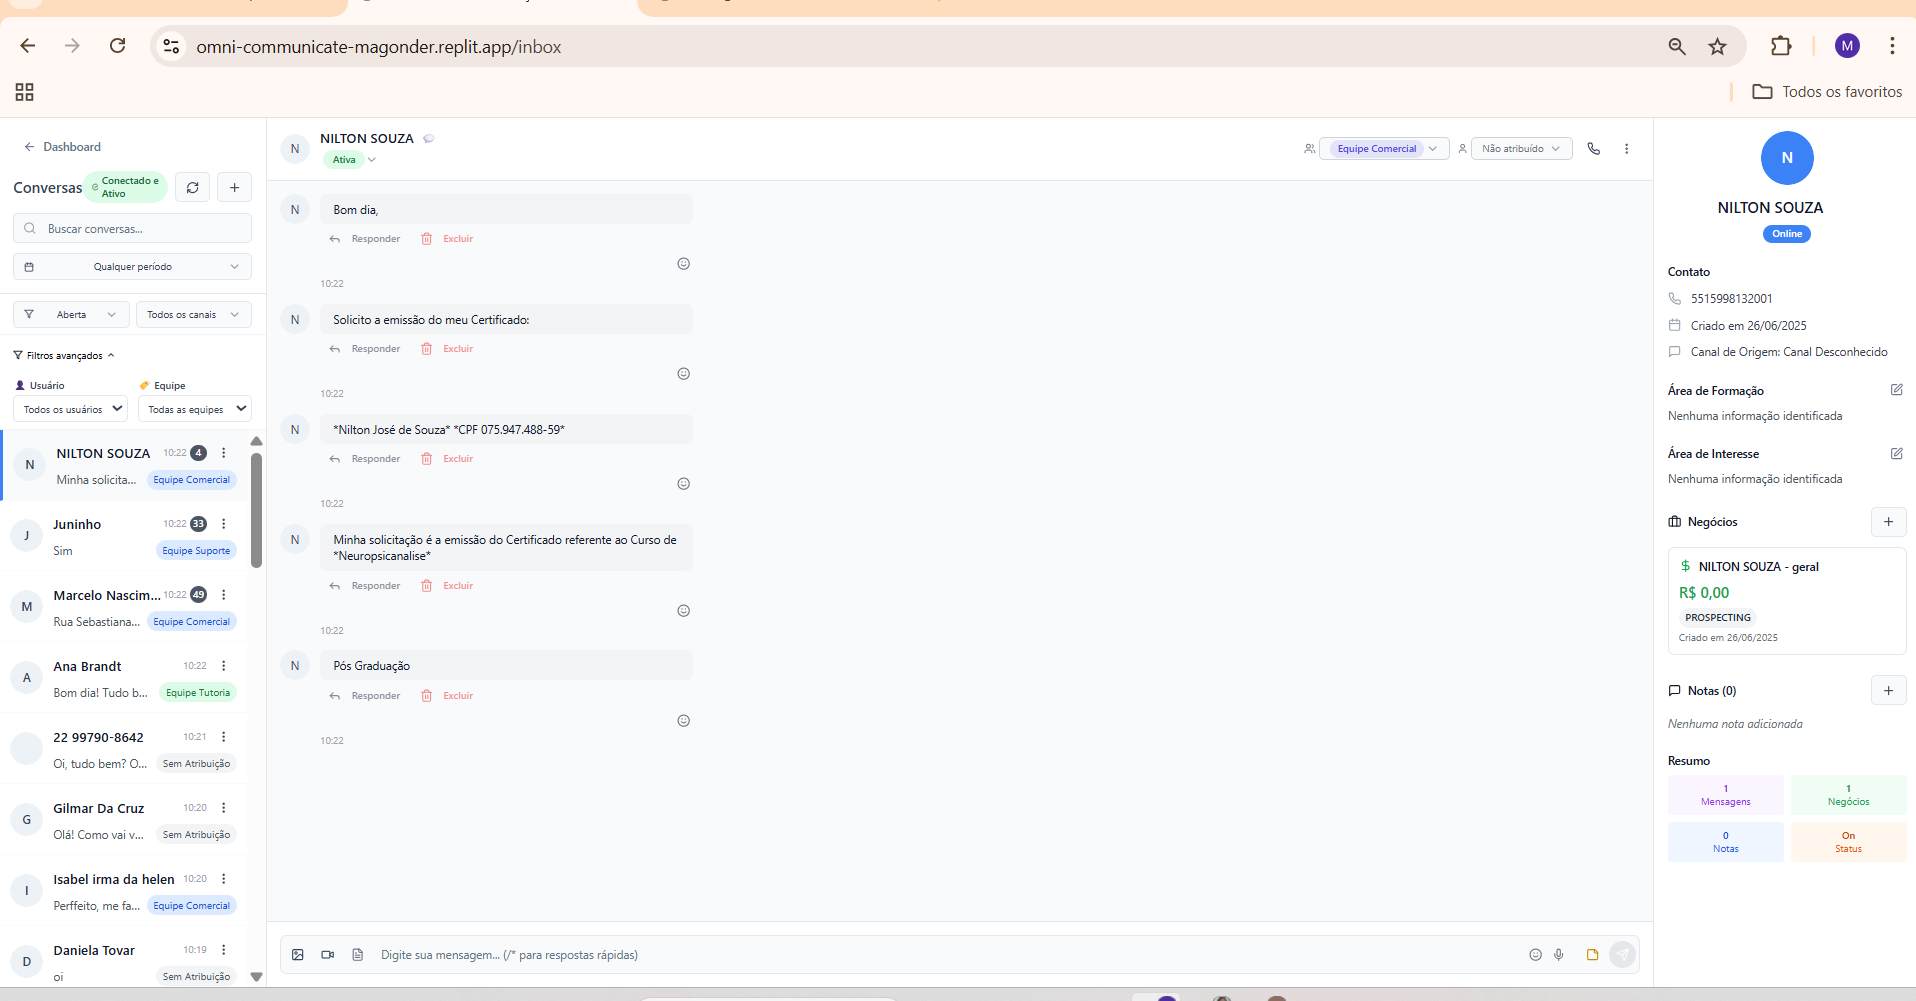 omni-communicate-magonder.replit.app/inbox
M
Todos os favoritos
Dashboard
Conversas
Conectado e
Ativo
Buscar conversas...
Qualquer período
Aberta
Todos os canais
Filtros avançados
Usuário
Equipe
Todos os usuários
Todas as equipes
N
NILTON SOUZA
10:22
4
Minha solicita...
Equipe Comercial
J
Juninho
10:22
33
Sim
Equipe Suporte
M
Marcelo Nascim...
10:22
49
Rua Sebastiana...
Equipe Comercial
A
Ana Brandt
10:22
Bom dia! Tudo b...
Equipe Tutoria
22 99790-8642
10:21
Oi, tudo bem? O...
Sem Atribuição
G
Gilmar Da Cruz
10:20
Olá! Como vai v...
Sem Atribuição
I
Isabel irma da helen
10:20
Perffeito, me fa...
Equipe Comercial
D
Daniela Tovar
10:19
oi
Sem Atribuição
N
NILTON SOUZA
Ativa
Equipe Comercial
Não atribuído
N
Bom dia,
Responder
Excluir
10:22
N
Solicito a emissão do meu Certificado:
Responder
Excluir
10:22
N
*Nilton José de Souza* *CPF 075.947.488-59*
Responder
Excluir
10:22
N
Minha solicitação é a emissão do Certificado referente ao Curso de
*Neuropsicanalise*
Responder
Excluir
10:22
N
Pós Graduação
Responder
Excluir
10:22
Digite sua mensagem... (/* para respostas rápidas)
N
NILTON SOUZA
Online
Contato
5515998132001
Criado em 26/06/2025
Canal de Origem: Canal Desconhecido
Área de Formação
Nenhuma informação identificada
Área de Interesse
Nenhuma informação identificada
Negócios
NILTON SOUZA - geral
R$ 0,00
PROSPECTING
Criado em 26/06/2025
Notas (0)
Nenhuma nota adicionada
Resumo
1
Mensagens
1
Negócios
0
Notas
On
Status